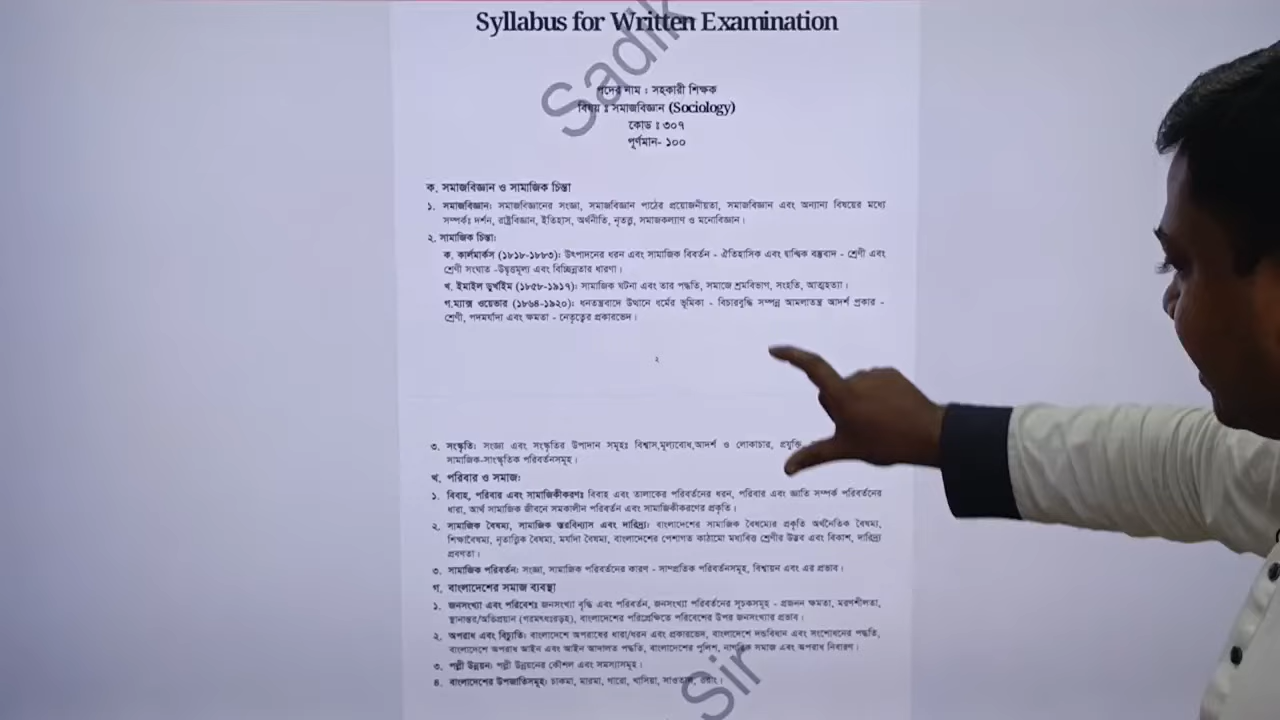 Syllabus for Written Examination
পদের নাম : সহকারী শিক্ষক
বিষয় ঃ সমাজবিজ্ঞান (Sociology)
কোড ঃ ৩০৭
পূর্ণমান- ১০০
ক. সমাজবিজ্ঞান ও সামাজিক চিন্তা
১. সমাজবিজ্ঞান: সমাজবিজ্ঞানের সংজ্ঞা, সমাজবিজ্ঞান পাঠের প্রয়োজনীয়তা, সমাজবিজ্ঞান এবং অন্যান্য বিষয়ের মধ্যে
সম্পর্কঃ দর্শন, রাষ্ট্রবিজ্ঞান, ইতিহাস, অর্থনীতি, নৃতত্ত্ব, সমাজকল্যাণ ও মনোবিজ্ঞান।
২. সামাজিক চিন্তা:
ক. কার্লমার্কস (১৮১৮-১৮৮৩): উৎপাদনের ধরন এবং সামাজিক বিবর্তন - ঐতিহাসিক এবং দ্বান্দ্বিক বস্তুবাদ - শ্রেণী এবং
শ্রেণী সংঘাত -উদ্বৃত্তমূল্য এবং বিচ্ছিন্নতার ধারণা।
খ. ইমাইল ডুর্খাইম (১৮৫৮-১৯১৭): সামাজিক ঘটনা এবং তার পদ্ধতি, সমাজে শ্রমবিভাগ, সংহতি, আত্মহত্যা।
গ.ম্যাক্স ওয়েভার (১৮৬৪-১৯২০): ধনতন্ত্রবাদে উত্থানে ধর্মের ভূমিকা - বিচারবুদ্ধি সম্পন্ন আমলাতন্ত্র আদর্শ প্রকার -
শ্রেণী, পদমর্যাদা এবং ক্ষমতা - নেতৃত্বের প্রকারভেদ।
২
৩. সংস্কৃতি: সংজ্ঞা এবং সংস্কৃতির উপাদান সমূহঃ বিশ্বাস,মূল্যবোধ,আদর্শ ও লোকাচার, প্রযুক্তি
সামাজিক-সাংস্কৃতিক পরিবর্তনসমূহ।
খ. পরিবার ও সমাজ:
১. বিবাহ, পরিবার এবং সামাজিকীকরণঃ বিবাহ এবং তালাকের পরিবর্তনের ধরন, পরিবার এবং জ্ঞাতি সম্পর্ক পরিবর্তনের
ধারা, আর্থ সামাজিক জীবনে সমকালীন পরিবর্তন এবং সামাজিকীকরণের প্রকৃতি।
২. সামাজিক বৈষম্য, সামাজিক স্তরবিন্যাস এবং দারিদ্র্য: বাংলাদেশের সামাজিক বৈষম্যের প্রকৃতি অর্থনৈতিক বৈষম্য,
শিক্ষাবৈষম্য, নৃতাত্ত্বিক বৈষম্য, মর্যাদা বৈষম্য, বাংলাদেশের পেশাগত কাঠামো মধ্যবিত্ত শ্রেণীর উদ্ভব এবং বিকাশ, দারিদ্র্য
প্রবণতা।
৩. সামাজিক পরিবর্তন: সংজ্ঞা, সামাজিক পরিবর্তনের কারণ - সাম্প্রতিক পরিবর্তনসমূহ, বিশ্বায়ন এবং এর প্রভাব।
গ. বাংলাদেশের সমাজ ব্যবস্থা
১. জনসংখ্যা এবং পরিবেশঃ জনসংখ্যা বৃদ্ধি এবং পরিবর্তন, জনসংখ্যা পরিবর্তনের সূচকসমূহ - প্রজনন ক্ষমতা, মরণশীলতা,
স্থানান্তর/অভিপ্রয়ান বাংলাদেশের পরিপ্রেক্ষিতে পরিবেশের উপর জনসংখ্যার প্রভাব।
২. অপরাধ এবং বিচ্যুতি: বাংলাদেশে অপরাধের ধারা/ধরন এবং প্রকারভেদ, বাংলাদেশে দণ্ডবিধান এবং সংশোধনের পদ্ধতি,
বাংলাদেশে অপরাধ আইন এবং আইন আদালত পদ্ধতি, বাংলাদেশের পুলিশ, নাগরিক সমাজ এবং অপরাধ নিবারণ।
৩. পল্লী উন্নয়ন: পল্লী উন্নয়নের কৌশল এবং সমস্যাসমূহ।
৪. বাংলাদেশের উপজাতিসমূহ: চাকমা, মারমা, গারো, খাসিয়া, সাওতাল,
Sadik
Sir